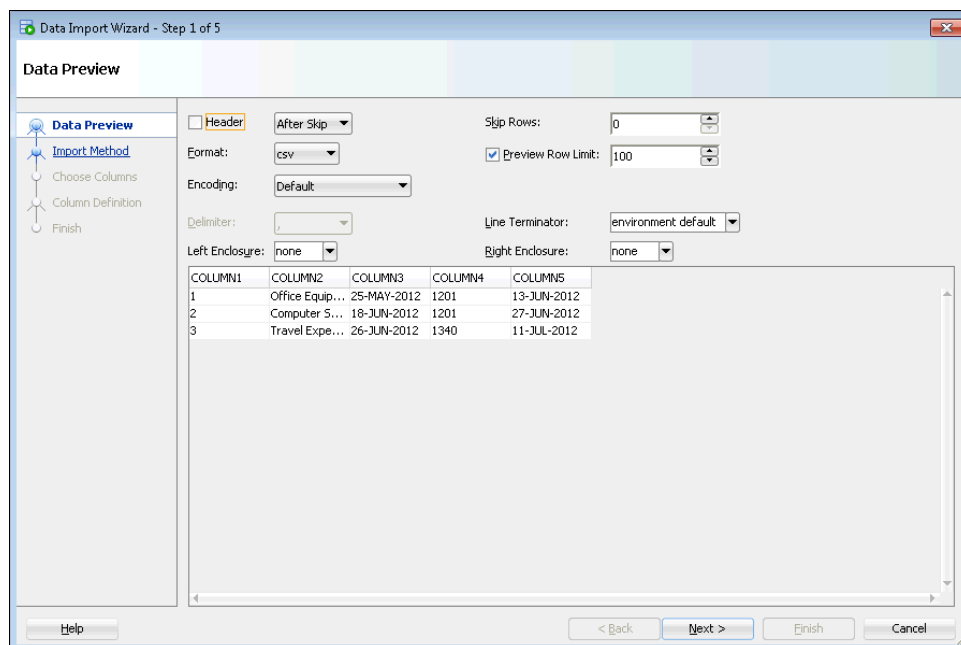 Data Import Wizard - Step 1 of 5
Data Preview
Data Preview
Import Method
Choose Columns
Column Definition
Finish
Header After Skip Skip Rows: 0
Format: csv Preview Row Limit: 100
Encoding: Default
Delimiter: , Line Terminator: environment default
Left Enclosure: none Right Enclosure: none
COLUMN1 COLUMN2 COLUMN3 COLUMN4 COLUMN5
1 Office Equip... 25-MAY-2012 1201 13-JUN-2012
2 Computer S... 18-JUN-2012 1201 27-JUN-2012
3 Travel Expe... 26-JUN-2012 1340 11-JUL-2012
Help < Back Next > Finish Cancel